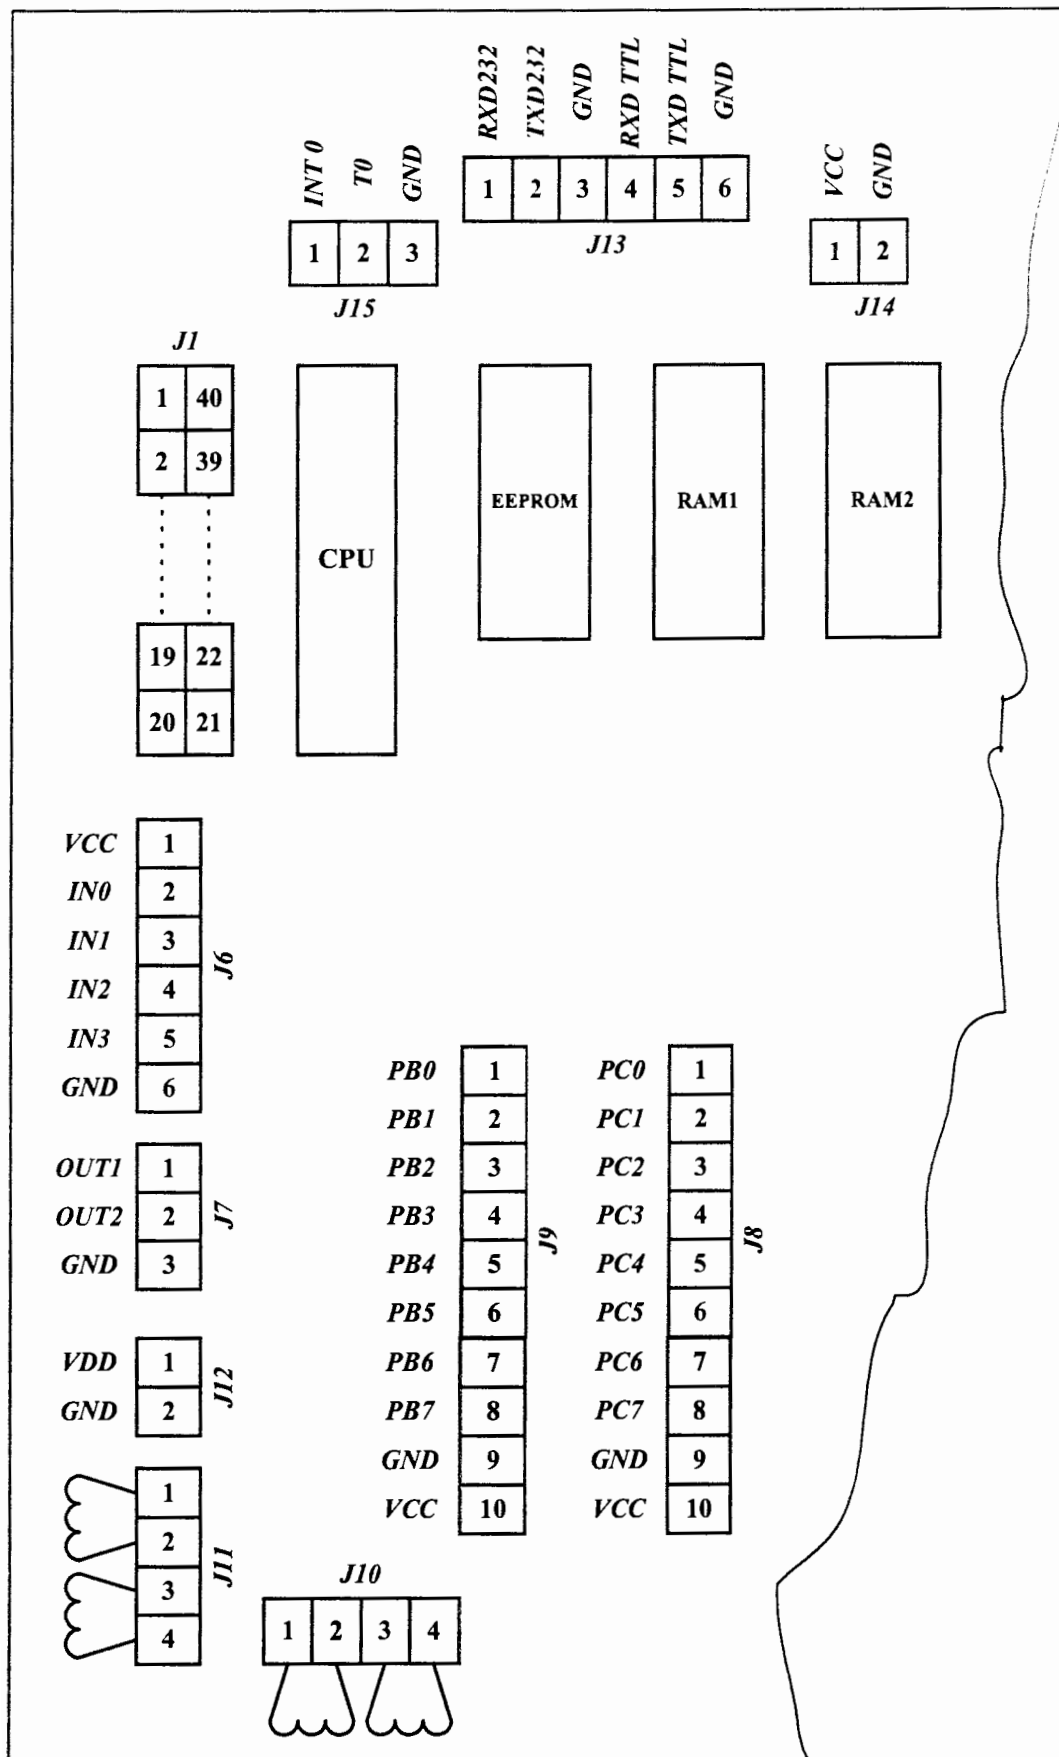 RXD232 TXD232 GND RXD TTL TXD TTL GND
1 2 3 4 5 6
J13
INT 0 T0 GND
1 2 3
J15
VCC GND
1 2
J14
J1
1 40
2 39
19 22
20 21
CPU
EEPROM
RAM1
RAM2
VCC 1
IN0 2
IN1 3
IN2 4
IN3 5
GND 6
J6
OUT1 1
OUT2 2
GND 3
J7
VDD 1
GND 2
J12
1
2
3
4
J11
J10
1 2 3 4
PB0 1
PB1 2
PB2 3
PB3 4
PB4 5
PB5 6
PB6 7
PB7 8
GND 9
VCC 10
J9
PC0 1
PC1 2
PC2 3
PC3 4
PC4 5
PC5 6
PC6 7
PC7 8
GND 9
VCC 10
J8